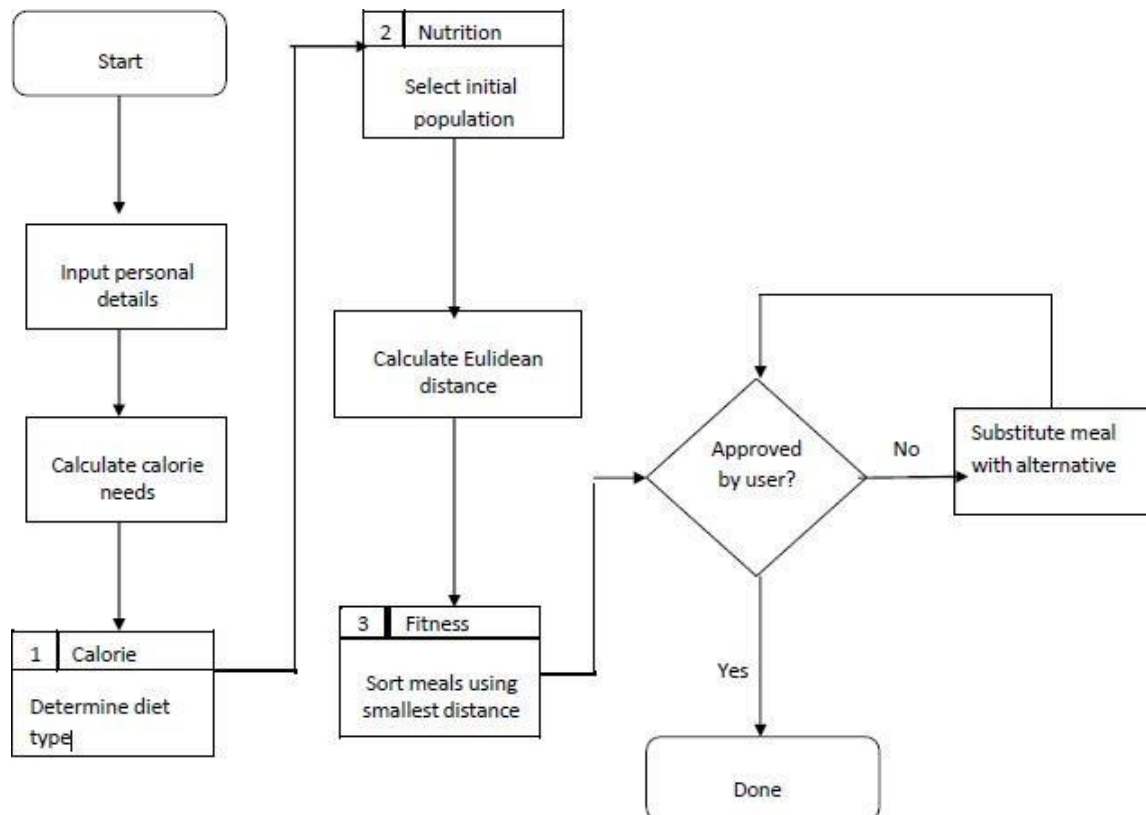 Start
Input personal
details
Calculate calorie
needs
1 Calorie
Determine diet
type
2 Nutrition
Select initial
population
Calculate Eulidean
distance
3 Fitness
Sort meals using
smallest distance
Approved
by user?
No
Substitute meal
with alternative
Yes
Done